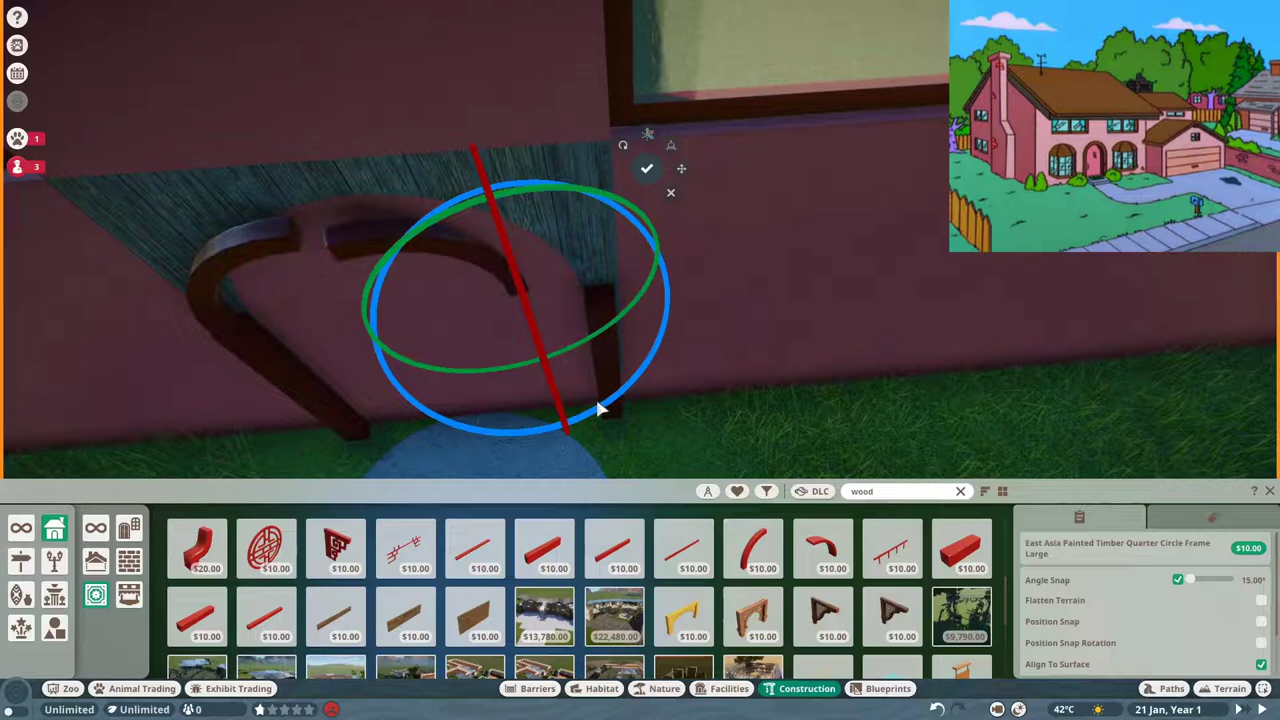 ?
1
3
DLC
wood
?
$20.00 $10.00 $10.00 $10.00 $10.00 $10.00 $10.00 $10.00 $10.00 $10.00 $10.00 $10.00
$10.00 $10.00 $10.00 $10.00 $10.00 $13,780.00 $22,480.00 $10.00 $10.00 $10.00 $10.00 $9,790.00
East Asia Painted Timber Quarter Circle Frame
Large
$10.00
Angle Snap 15.00°
Flatten Terrain
Position Snap
Position Snap Rotation
Align To Surface
Zoo Animal Trading Exhibit Trading Barriers Habitat Nature Facilities Construction Blueprints Paths Terrain
Unlimited Unlimited 0 42°C 21 Jan, Year 1